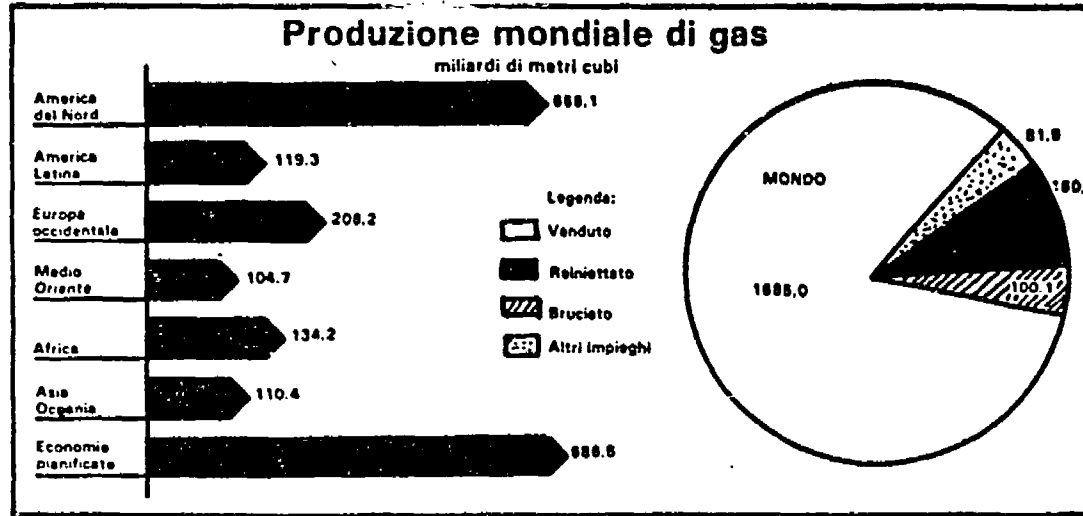 Produzione mondiale di gas
miliardi di metri cubi
America
del Nord
America
Latina
119.3
Europa
occidentale
208.2
Medio
Oriente
104.7
Africa
134.2
Asia
Oceania
110.4
Economie
pianificate
Legenda:
Venduto
Reiniettato
Bruciato
Altri impieghi
MONDO
1685,0
100.1